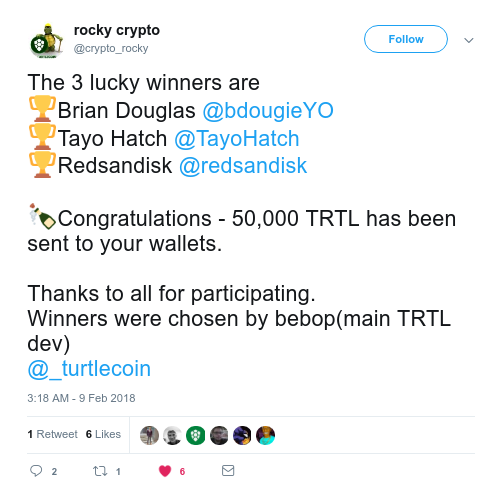 rocky crypto
@crypto_rocky
Follow
The 3 lucky winners are
🏆Brian Douglas @bdougieYO
🏆Tayo Hatch @TayoHatch
🏆Redsandisk @redsandisk
🍾Congratulations - 50,000 TRTL has been
sent to your wallets.
Thanks to all for participating.
Winners were chosen by bebop(main TRTL
dev)
@_turtlecoin
3:18 AM - 9 Feb 2018
1 Retweet 6 Likes
2 1 6